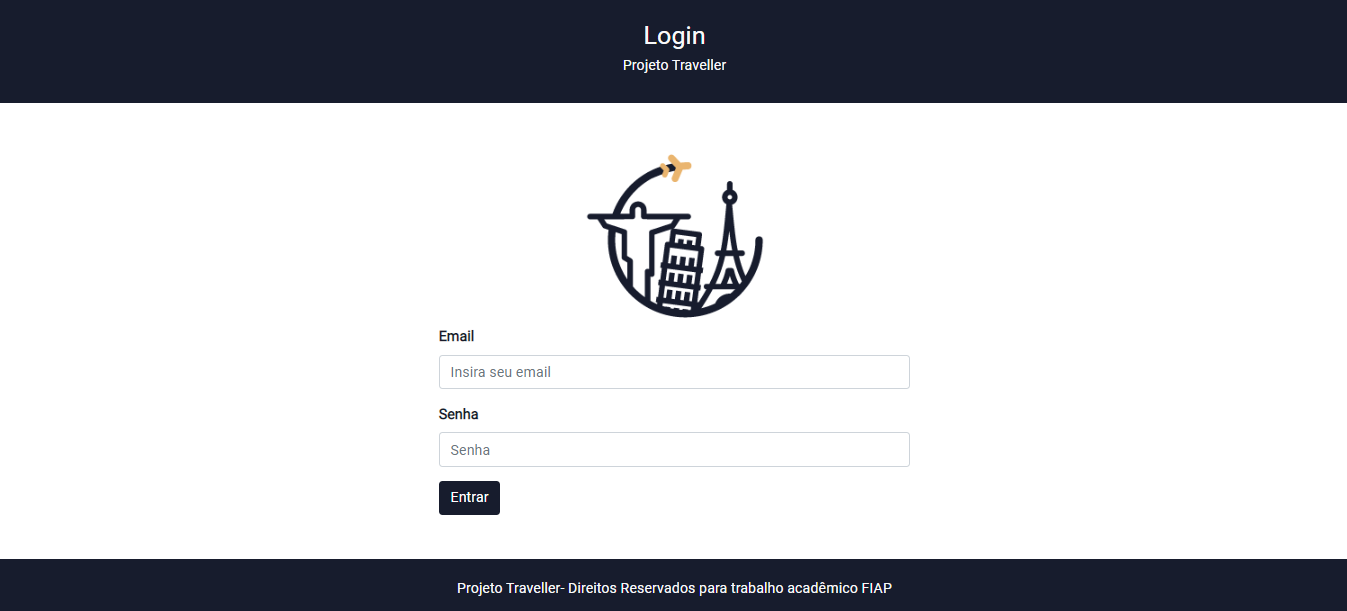 Login
Projeto Traveller
Email
Insira seu email
Senha
Senha
Entrar
Projeto Traveller- Direitos Reservados para trabalho acadêmico FIAP